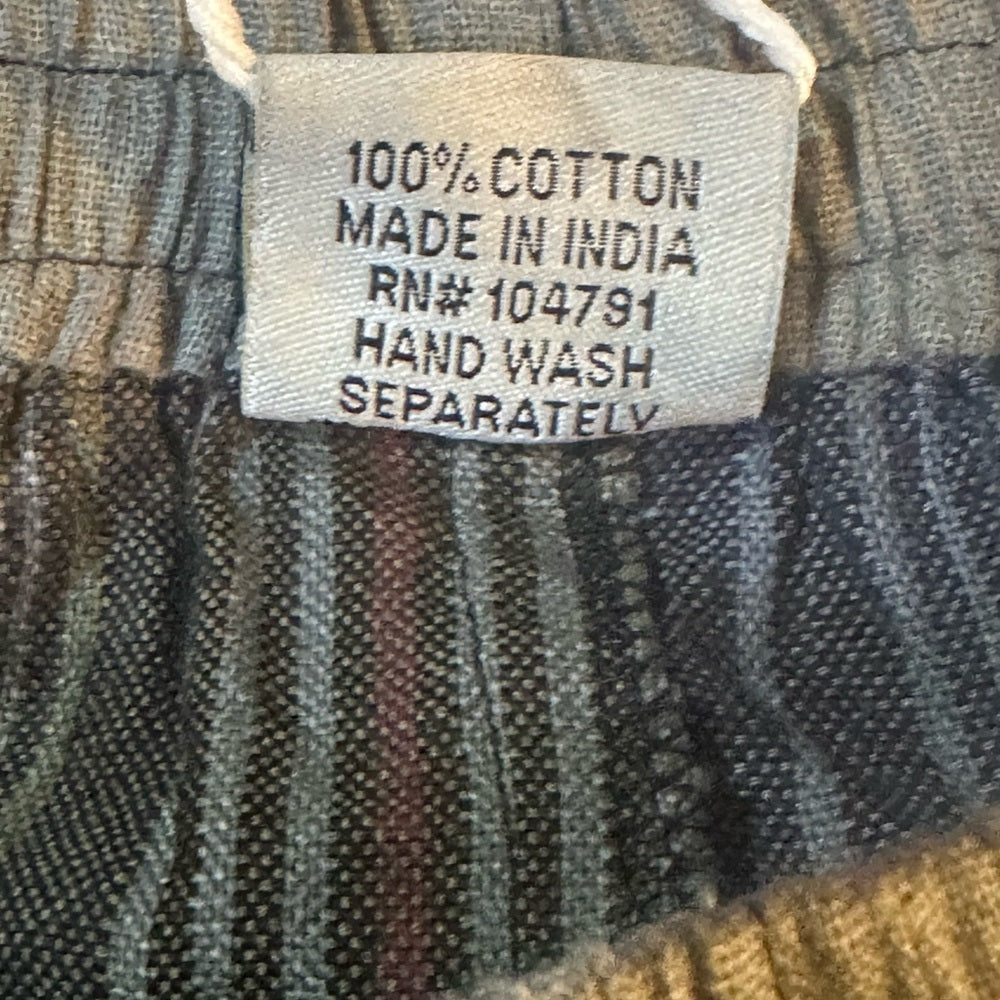 100% COTTON
MADE IN INDIA
RN# 104791
HAND WASH
SEPARATELY